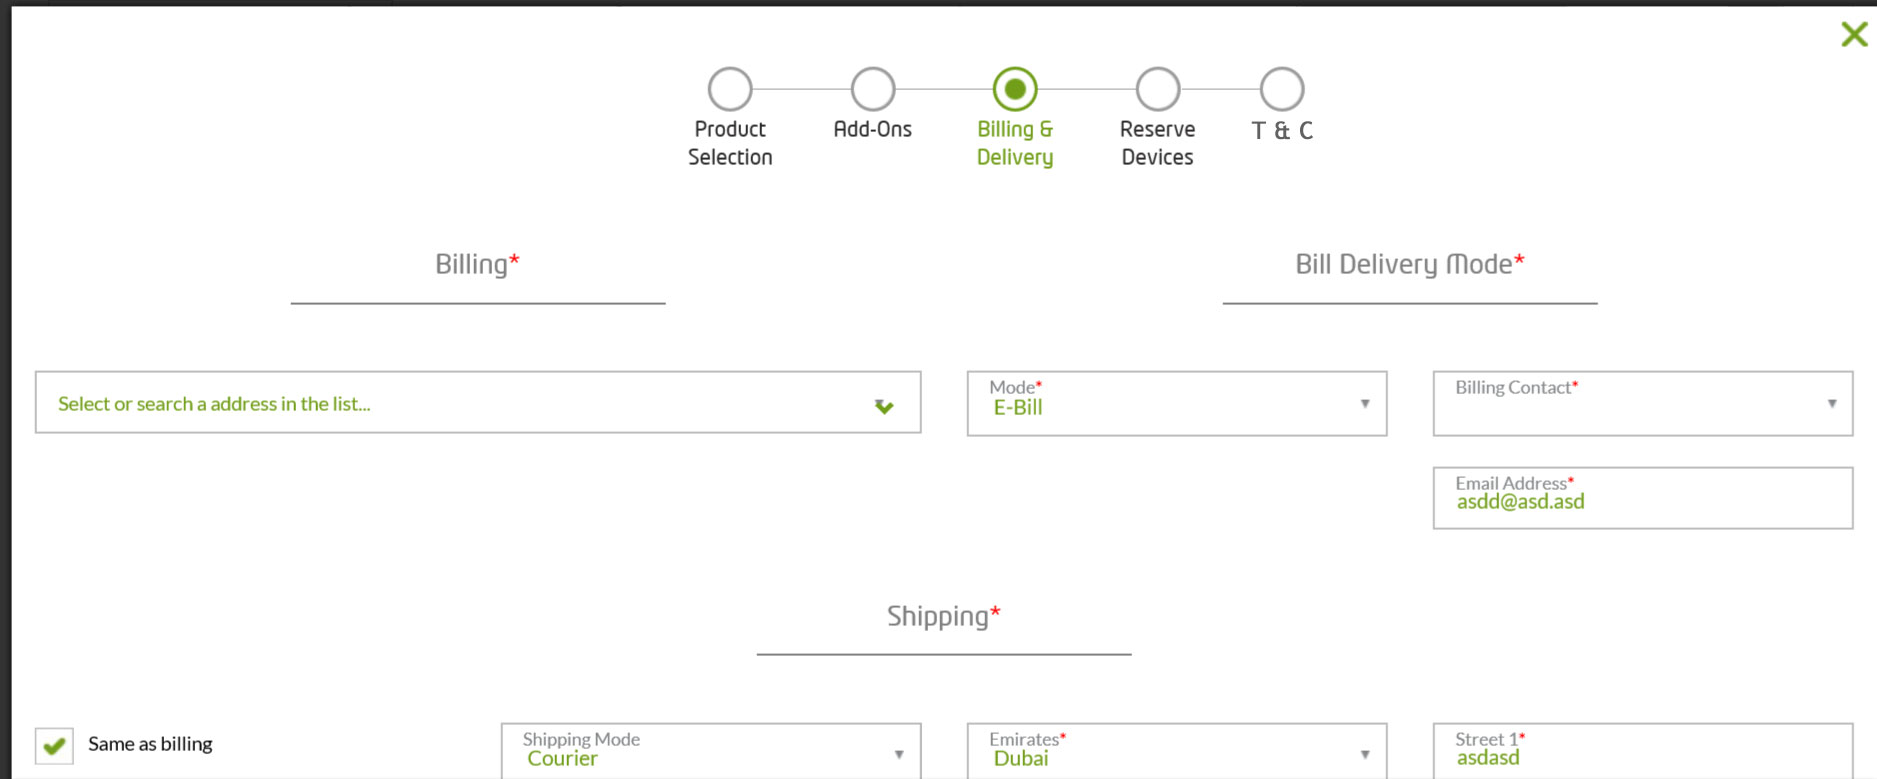 Product
Selection
Add-Ons
Billing &
Delivery
Reserve
Devices
T & C
Billing*
Bill Delivery Mode*
Select or search a address in the list...
Mode*
E-Bill
Billing Contact*
Email Address*
asdd@asd.asd
Shipping*
Same as billing
Shipping Mode
Courier
Emirates*
Dubai
Street 1*
asdasd